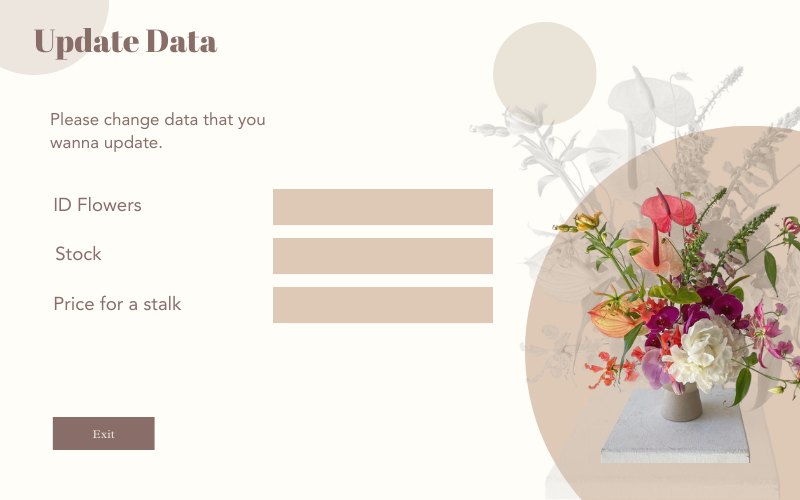 Update Data
Please change data that you
wanna update.
ID Flowers
Stock
Price for a stalk
Exit